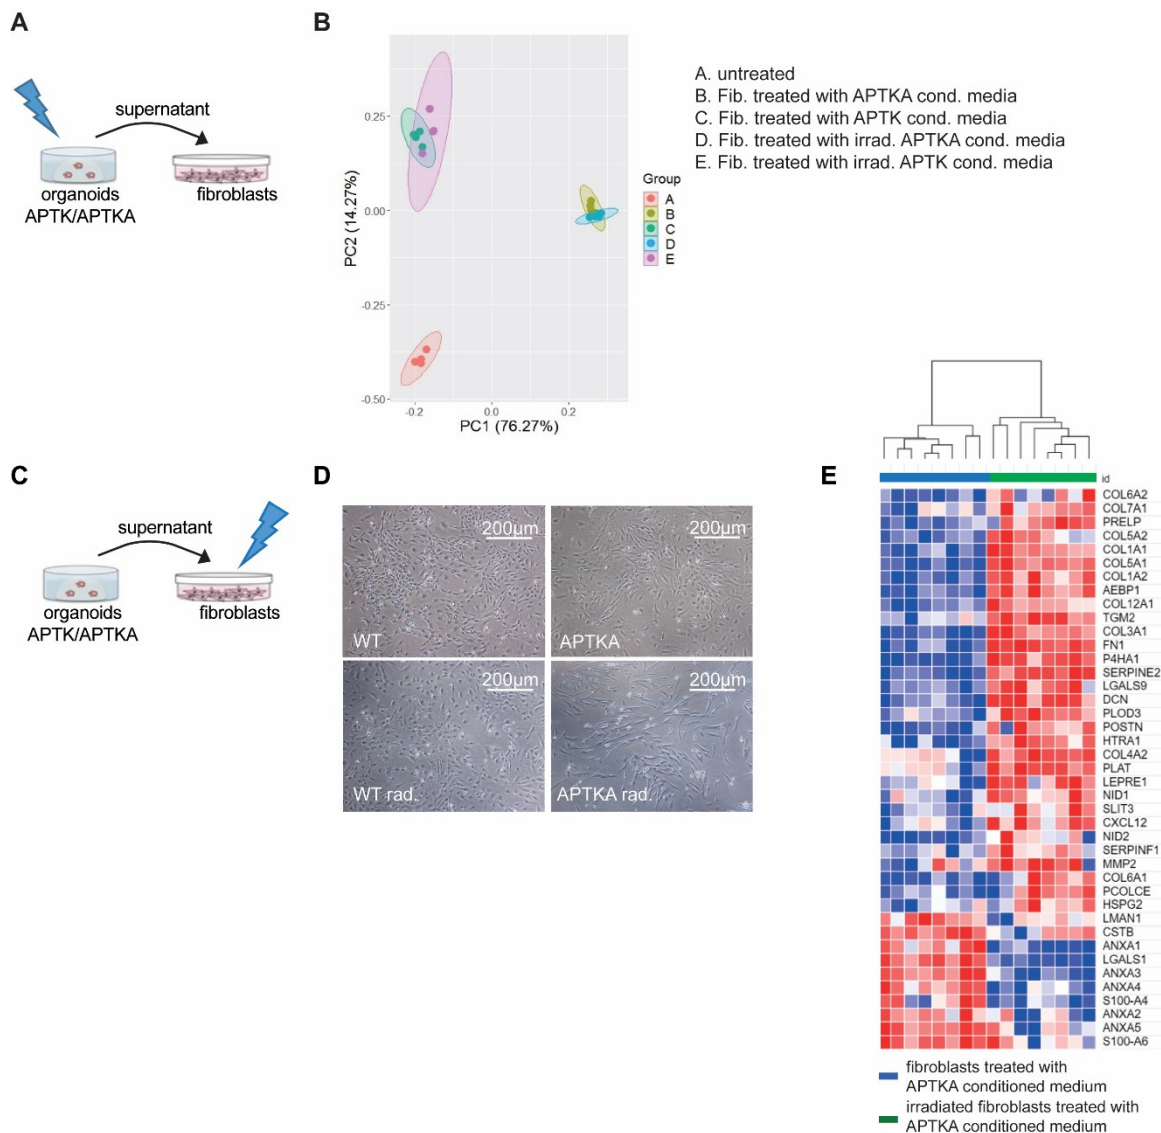 A
supernatant
organoids
APTK/APTKA
fibroblasts
B
PC2 (14.27%)
0.25
0.00
-0.25
-0.50
-0.2
0.0
0.2
PC1 (76.27%)
Group
A
B
C
D
E
A. untreated
B. Fib. treated with APTKA cond. media
C. Fib. treated with APTK cond. media
D. Fib. treated with irrad. APTKA cond. media
E. Fib. treated with irrad. APTK cond. media
C
supernatant
organoids
APTK/APTKA
fibroblasts
D
200µm
WT
200µm
APTKA
200µm
WT rad.
200µm
APTKA rad.
E
id
COL6A2
COL7A1
PRELP
COL5A2
COL1A1
COL5A1
COL1A2
AEBP1
COL12A1
TGM2
COL3A1
FN1
P4HA1
SERPINE2
LGALS9
DCN
PLOD3
POSTN
HTRA1
COL4A2
PLAT
LEPRE1
NID1
SLIT3
CXCL12
NID2
SERPINF1
MMP2
COL6A1
PCOLCE
HSPG2
LMAN1
CSTB
ANXA1
LGALS1
ANXA3
ANXA4
S100-A4
ANXA2
ANXA5
S100-A6
fibroblasts treated with
APTKA conditioned medium
irradiated fibroblasts treated with
APTKA conditioned medium